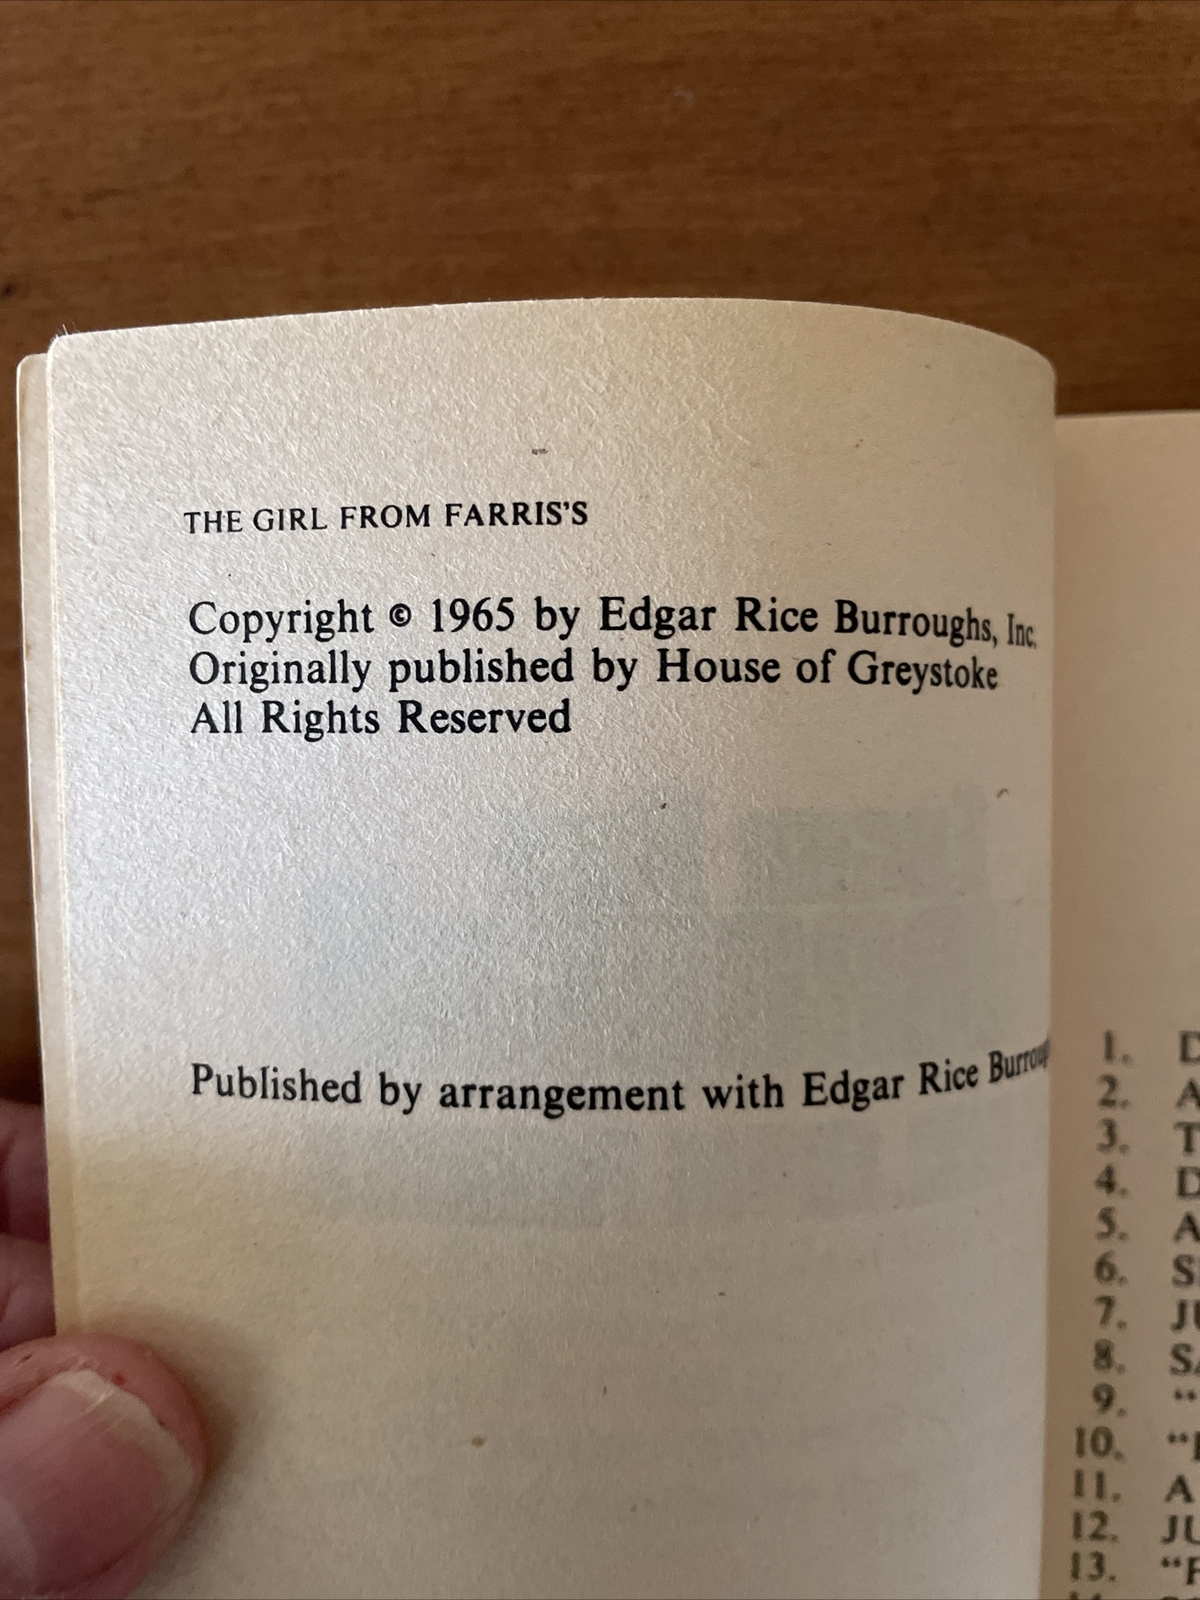 THE GIRL FROM FARRIS'S
Copyright © 1965 by Edgar Rice Burroughs, Inc.
Originally published by House of Greystoke
All Rights Reserved
Published by arrangement with Edgar Rice
1.
2.
3.
4.
5.
6.
7.
8.
9.
10.
11. A
12.
13.